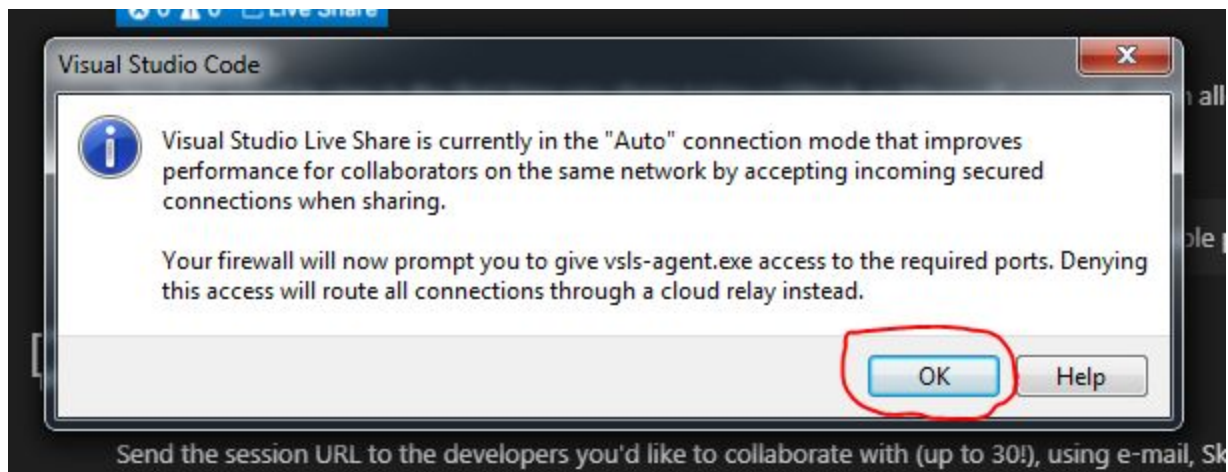 0 0 Live Share
Visual Studio Code
Visual Studio Live Share is currently in the "Auto" connection mode that improves
performance for collaborators on the same network by accepting incoming secured
connections when sharing.
Your firewall will now prompt you to give vsls-agent.exe access to the required ports. Denying
this access will route all connections through a cloud relay instead.
OK Help
Send the session URL to the developers you'd like to collaborate with (up to 30!), using e-mail,